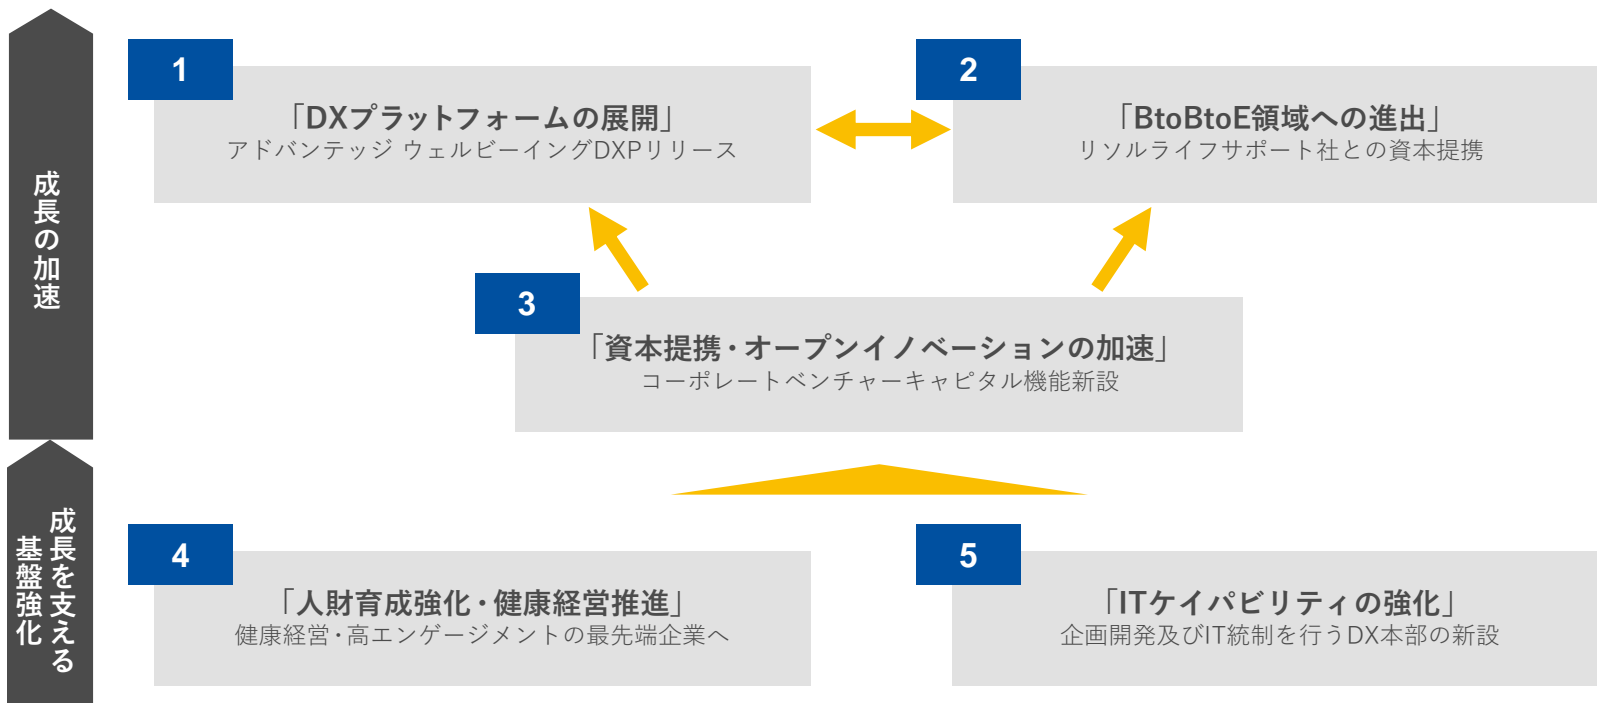 成長の加速
1
「DXプラットフォームの展開」
アドバンテッジ ウェルビーイングDXPリリース
2
「BtoBtoE領域への進出」
リソルライフサポート社との資本提携
3
「資本提携・オープンイノベーションの加速」
コーポレートベンチャーキャピタル機能新設
成長を支える
基盤強化
4
「人財育成強化・健康経営推進」
健康経営・高エンゲージメントの最先端企業へ
5
「ITケイパビリティの強化」
企画開発及びIT統制を行うDX本部の新設